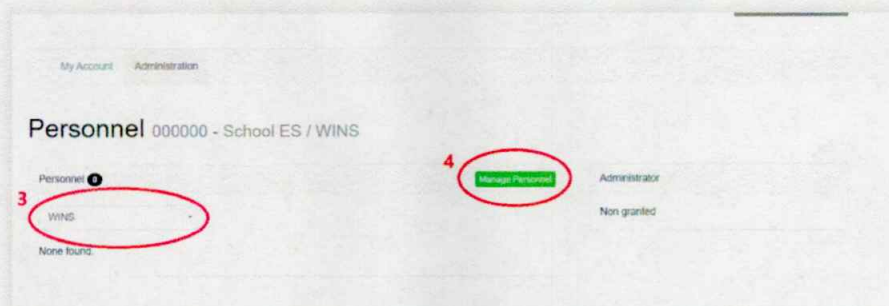 My Account Administration
Personnel 000000 - School ES / WINS
Personnel 0
4
Manage Personnel
Administrator
3
WINS
Non granted
None found.